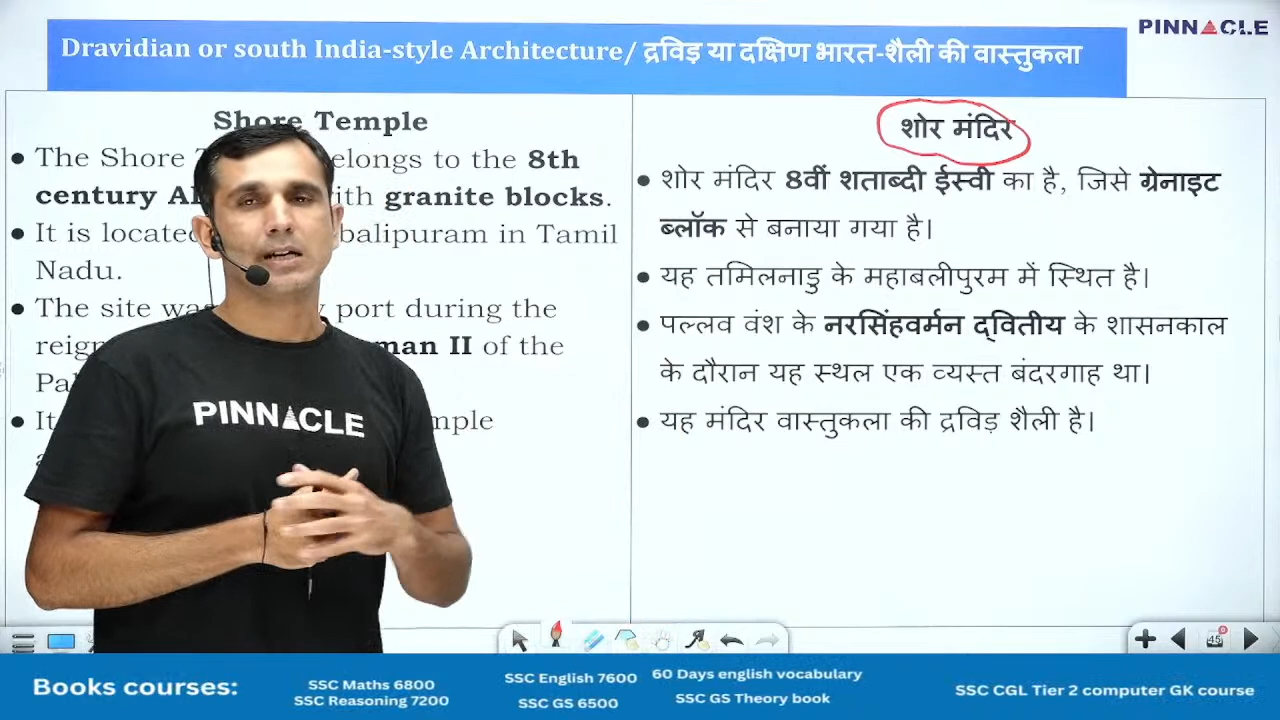 PINNACLE
Dravidian or south India-style Architecture/ द्रविड़ या दक्षिण भारत-शैली की वास्तुकला
Shore Temple
● The Shore elongs to the 8th
century A ith granite blocks.
● It is located balipuram in Tamil
Nadu.
● The site wa port during the
reign man II of the
Pa
● It mple
शोर मंदिर
● शोर मंदिर 8वीं शताब्दी ईस्वी का है, जिसे ग्रेनाइट
ब्लॉक से बनाया गया है।
● यह तमिलनाडु के महाबलीपुरम में स्थित है।
● पल्लव वंश के नरसिंहवर्मन द्वितीय के शासनकाल
के दौरान यह स्थल एक व्यस्त बंदरगाह था।
● यह मंदिर वास्तुकला की द्रविड़ शैली है।
PINNACLE
45
Books courses:
SSC Maths 6800
SSC Reasoning 7200
SSC English 7600
SSC GS 6500
60 Days english vocabulary
SSC GS Theory book
SSC CGL Tier 2 computer GK course